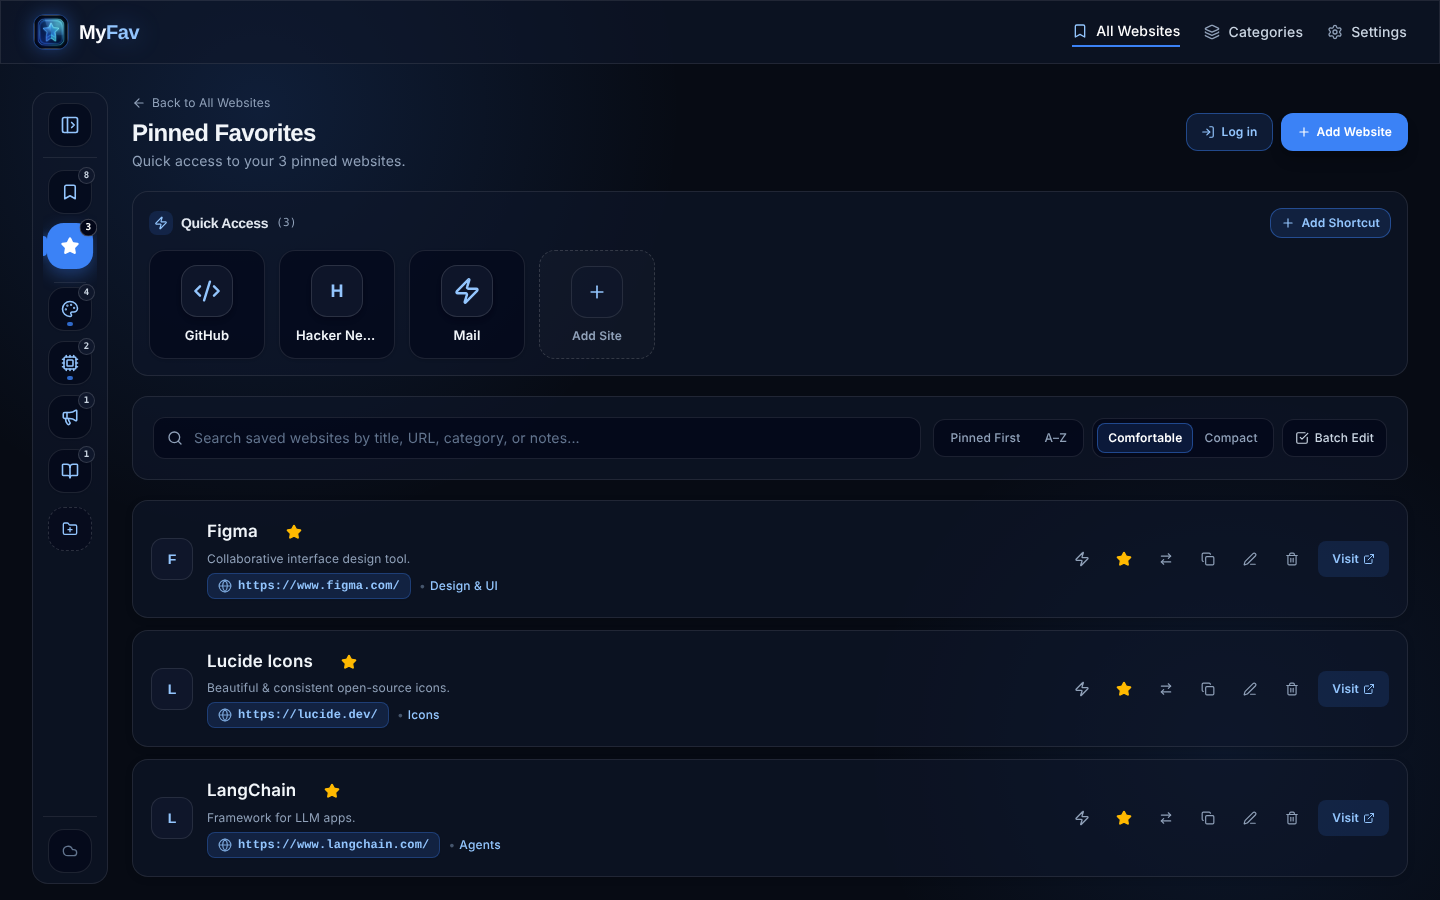 MyFav
All Websites
Categories
Settings
8
3
4
2
1
1
Back to All Websites
Pinned Favorites
Quick access to your 3 pinned websites.
Log in
Add Website
Quick Access (3)
Add Shortcut
GitHub
H
Hacker Ne...
Mail
Add Site
Search saved websites by title, URL, category, or notes...
Pinned First
A–Z
Comfortable
Compact
Batch Edit
F
Figma
Collaborative interface design tool.
https://www.figma.com/
• Design & UI
Visit
L
Lucide Icons
Beautiful & consistent open-source icons.
https://lucide.dev/
• Icons
Visit
L
LangChain
Framework for LLM apps.
https://www.langchain.com/
• Agents
Visit